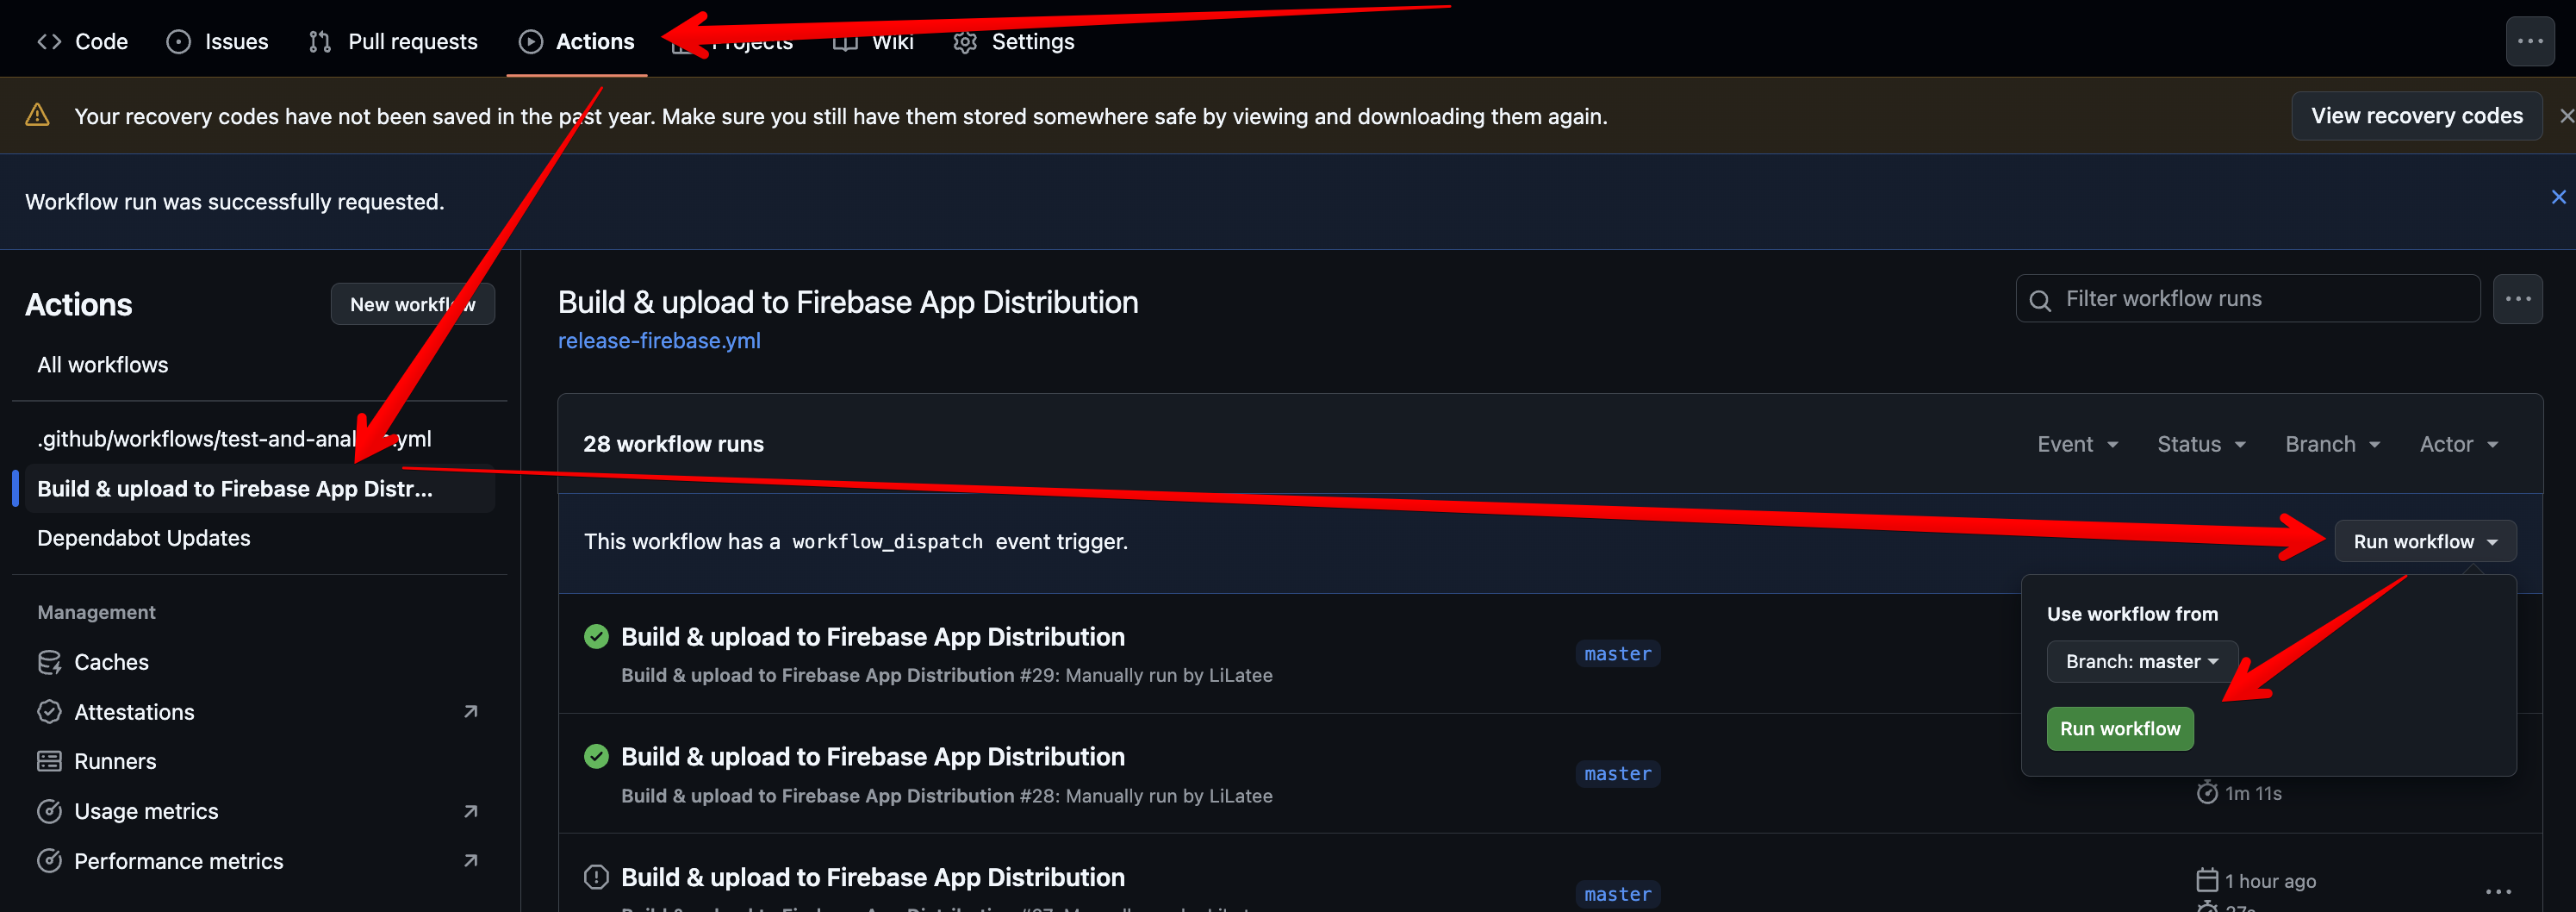 Code Issues Pull requests Actions Projects Wiki Settings
Your recovery codes have not been saved in the past year. Make sure you still have them stored somewhere safe by viewing and downloading them again. View recovery codes
Workflow run was successfully requested.
Actions
New workflow
All workflows
.github/workflows/test-and-anal yml
Build & upload to Firebase App Distr...
Dependabot Updates
Management
Caches
Attestations
Runners
Usage metrics
Performance metrics
Build & upload to Firebase App Distribution
release-firebase.yml
Filter workflow runs
28 workflow runs
Event Status Branch Actor
This workflow has a workflow_dispatch event trigger.
Run workflow
Use workflow from
Branch: master
Run workflow
Build & upload to Firebase App Distribution
Build & upload to Firebase App Distribution #29: Manually run by LiLatee
master
Build & upload to Firebase App Distribution
Build & upload to Firebase App Distribution #28: Manually run by LiLatee
master
1m 11s
Build & upload to Firebase App Distribution
master
1 hour ago